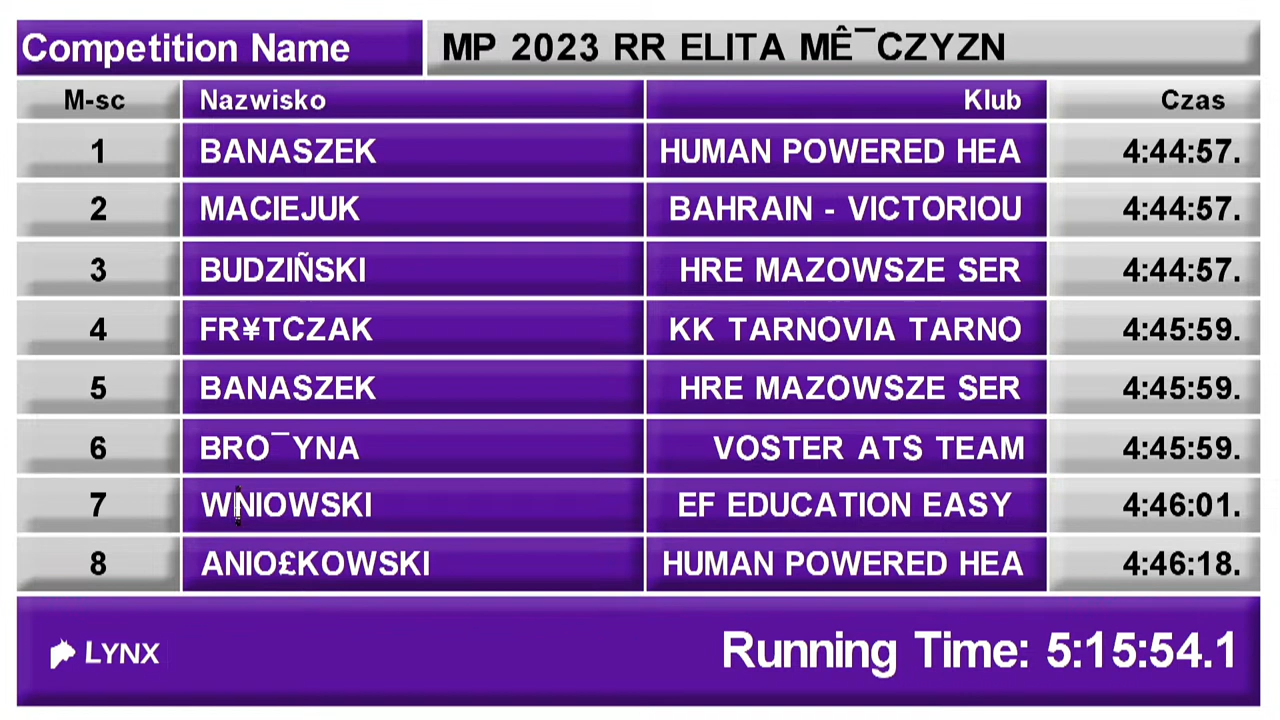 Competition Name MP 2023 RR ELITA MÊ¯CZYZN
M-sc Nazwisko Klub Czas
1 BANASZEK HUMAN POWERED HEA 4:44:57.
2 MACIEJUK BAHRAIN - VICTORIOU 4:44:57.
3 BUDZIÑSKI HRE MAZOWSZE SER 4:44:57.
4 FR¥TCZAK KK TARNOVIA TARNO 4:45:59.
5 BANASZEK HRE MAZOWSZE SER 4:45:59.
6 BRO¯YNA VOSTER ATS TEAM 4:45:59.
7 WNIOWSKI EF EDUCATION EASY 4:46:01.
8 ANIO£KOWSKI HUMAN POWERED HEA 4:46:18.
LYNX Running Time: 5:15:54.1